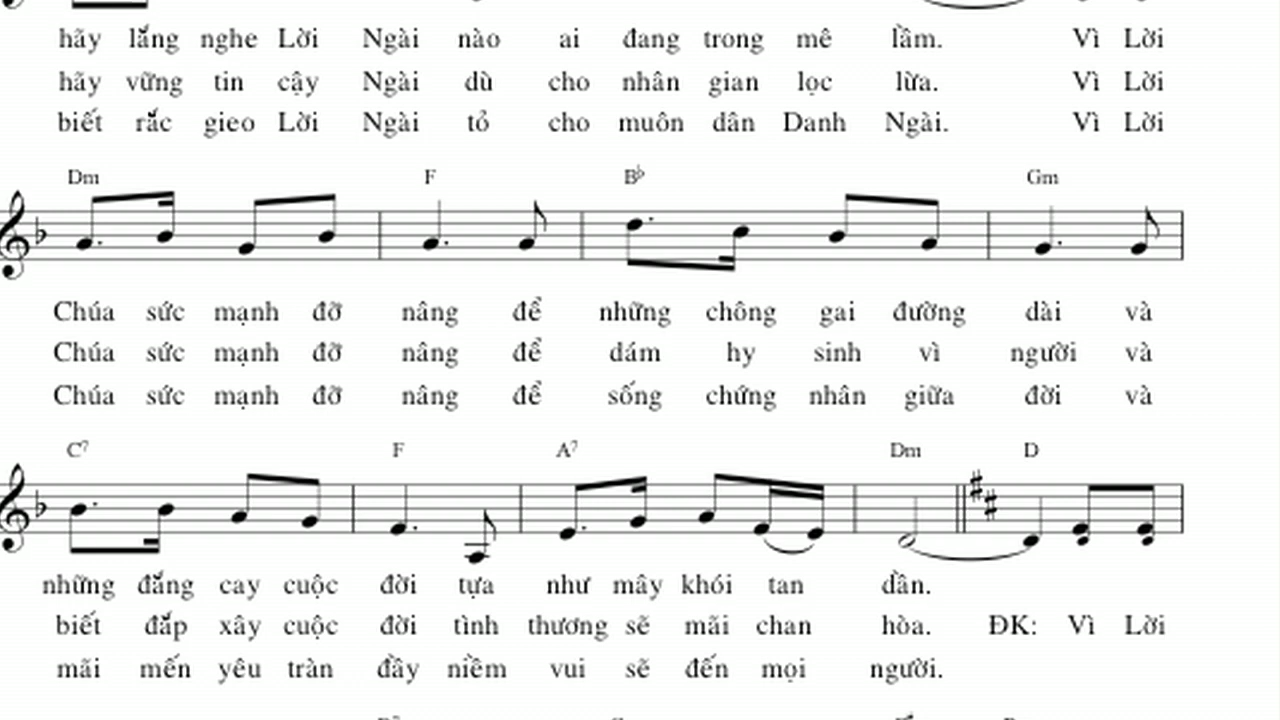 hãy lắng nghe Lời Ngài nào ai đang trong mê lầm. Vì Lời
hãy vững tin cậy Ngài dù cho nhân gian lọc lừa. Vì Lời
biết rắc gieo Lời Ngài tỏ cho muôn dân Danh Ngài. Vì Lời
Dm F B♭ Gm
Chúa sức mạnh đỡ nâng để những chông gai đường dài và
Chúa sức mạnh đỡ nâng để dám hy sinh vì người và
Chúa sức mạnh đỡ nâng để sống chứng nhân giữa đời và
C7 F A7 Dm D
những đắng cay cuộc đời tựa như mây khói tan dần.
biết đắp xây cuộc đời tình thương sẽ mãi chan hòa. ĐK: Vì Lời
mãi mến yêu tràn đầy niềm vui sẽ đến mọi người.